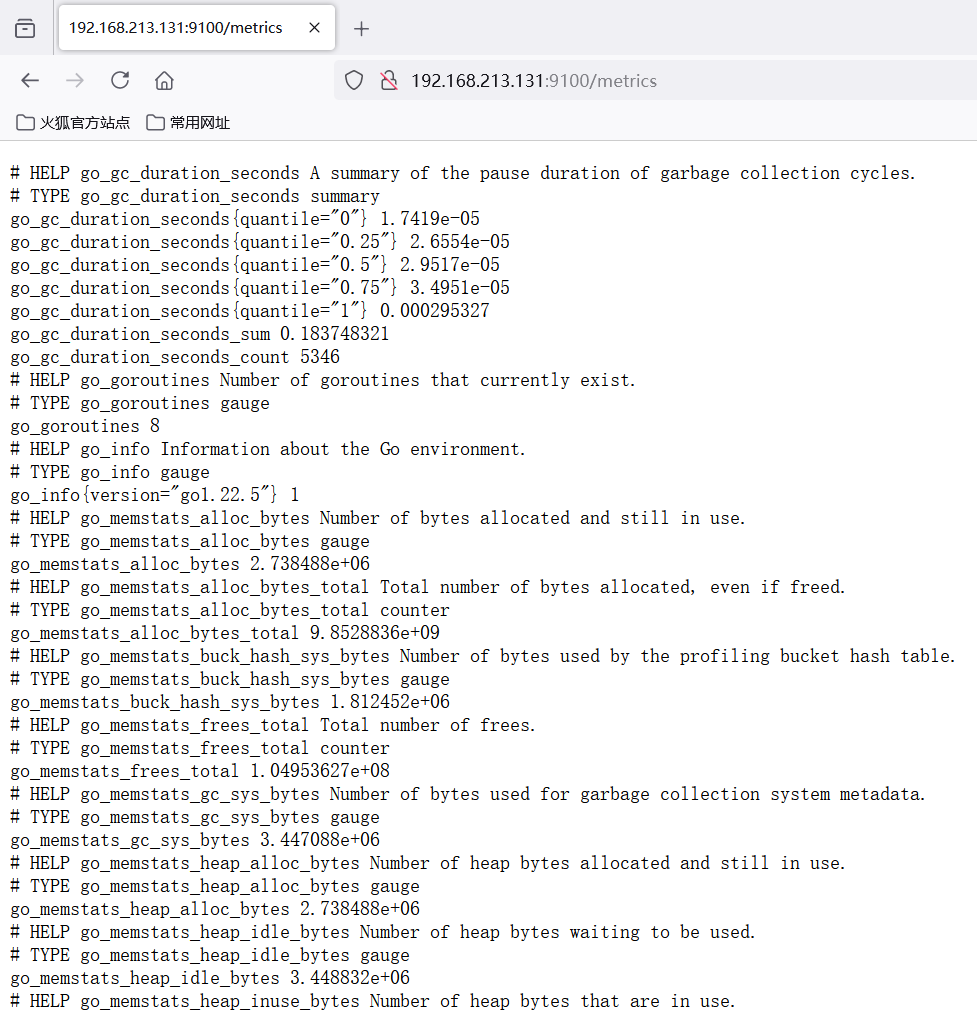 192.168.213.131:9100/metrics
192.168.213.131:9100/metrics
火狐官方站点 常用网址
# HELP go_gc_duration_seconds A summary of the pause duration of garbage collection cycles.
# TYPE go_gc_duration_seconds summary
go_gc_duration_seconds{quantile="0"} 1.7419e-05
go_gc_duration_seconds{quantile="0.25"} 2.6554e-05
go_gc_duration_seconds{quantile="0.5"} 2.9517e-05
go_gc_duration_seconds{quantile="0.75"} 3.4951e-05
go_gc_duration_seconds{quantile="1"} 0.000295327
go_gc_duration_seconds_sum 0.183748321
go_gc_duration_seconds_count 5346
# HELP go_goroutines Number of goroutines that currently exist.
# TYPE go_goroutines gauge
go_goroutines 8
# HELP go_info Information about the Go environment.
# TYPE go_info gauge
go_info{version="go1.22.5"} 1
# HELP go_memstats_alloc_bytes Number of bytes allocated and still in use.
# TYPE go_memstats_alloc_bytes gauge
go_memstats_alloc_bytes 2.738488e+06
# HELP go_memstats_alloc_bytes_total Total number of bytes allocated, even if freed.
# TYPE go_memstats_alloc_bytes_total counter
go_memstats_alloc_bytes_total 9.8528836e+09
# HELP go_memstats_buck_hash_sys_bytes Number of bytes used by the profiling bucket hash table.
# TYPE go_memstats_buck_hash_sys_bytes gauge
go_memstats_buck_hash_sys_bytes 1.812452e+06
# HELP go_memstats_frees_total Total number of frees.
# TYPE go_memstats_frees_total counter
go_memstats_frees_total 1.04953627e+08
# HELP go_memstats_gc_sys_bytes Number of bytes used for garbage collection system metadata.
# TYPE go_memstats_gc_sys_bytes gauge
go_memstats_gc_sys_bytes 3.447088e+06
# HELP go_memstats_heap_alloc_bytes Number of heap bytes allocated and still in use.
# TYPE go_memstats_heap_alloc_bytes gauge
go_memstats_heap_alloc_bytes 2.738488e+06
# HELP go_memstats_heap_idle_bytes Number of heap bytes waiting to be used.
# TYPE go_memstats_heap_idle_bytes gauge
go_memstats_heap_idle_bytes 3.448832e+06
# HELP go_memstats_heap_inuse_bytes Number of heap bytes that are in use.